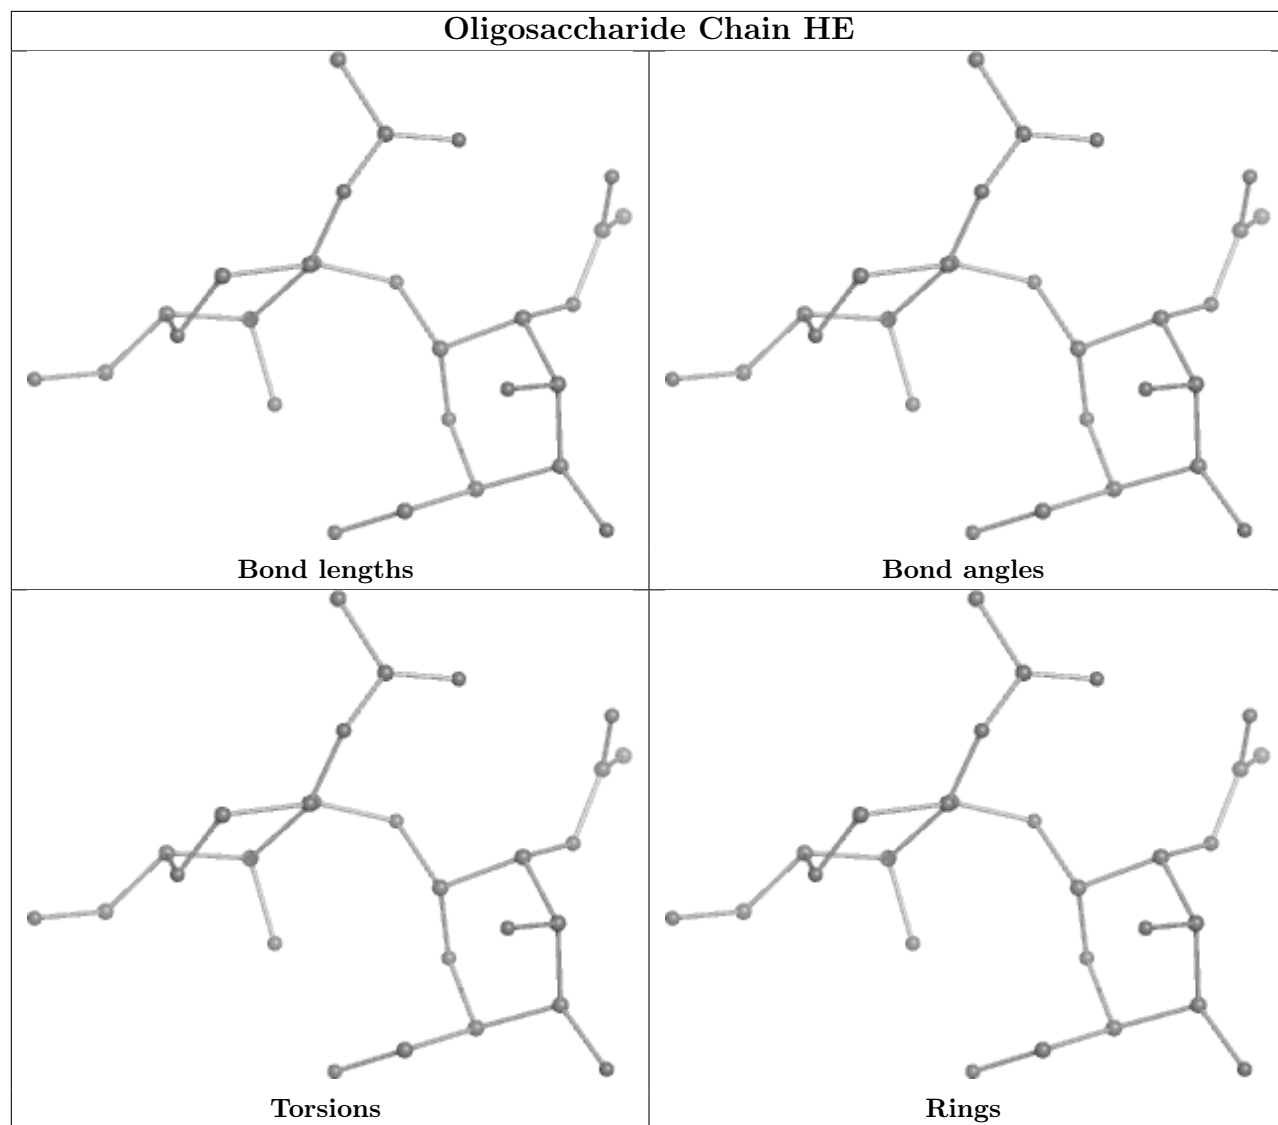 Oligosaccharide Chain HE
Bond lengths
Bond angles
Torsions
Rings